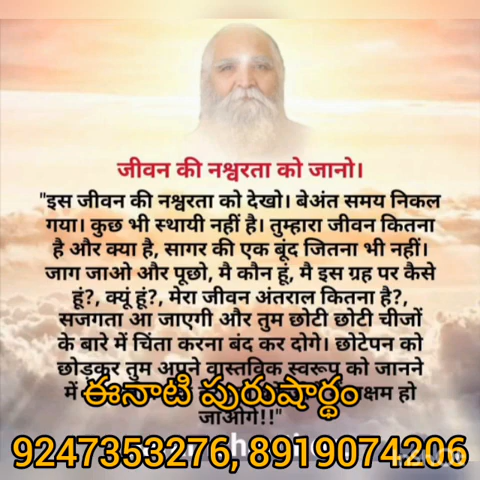 जीवन की नश्वरता को जानो।
"इस जीवन की नश्वरता को देखो। बेअंत समय निकल
गया। कुछ भी स्थायी नहीं है। तुम्हारा जीवन कितना
है और क्या है, सागर की एक बूंद जितना भी नहीं।
जाग जाओ और पूछो, मै कौन हूं, मै इस ग्रह पर कैसे
हूं?, क्यूं हूं?, मेरा जीवन अंतराल कितना है?,
सजगता आ जाएगी और तुम छोटी छोटी चीजों
के बारे में चिंता करना बंद कर दोगे। छोटेपन को
छोड़कर तुम अपने वास्तविक स्वरूप को जानने
में
ఈనాటి పురుషార్థం
हो
जाओगे!!"
9247353276, 8919074206